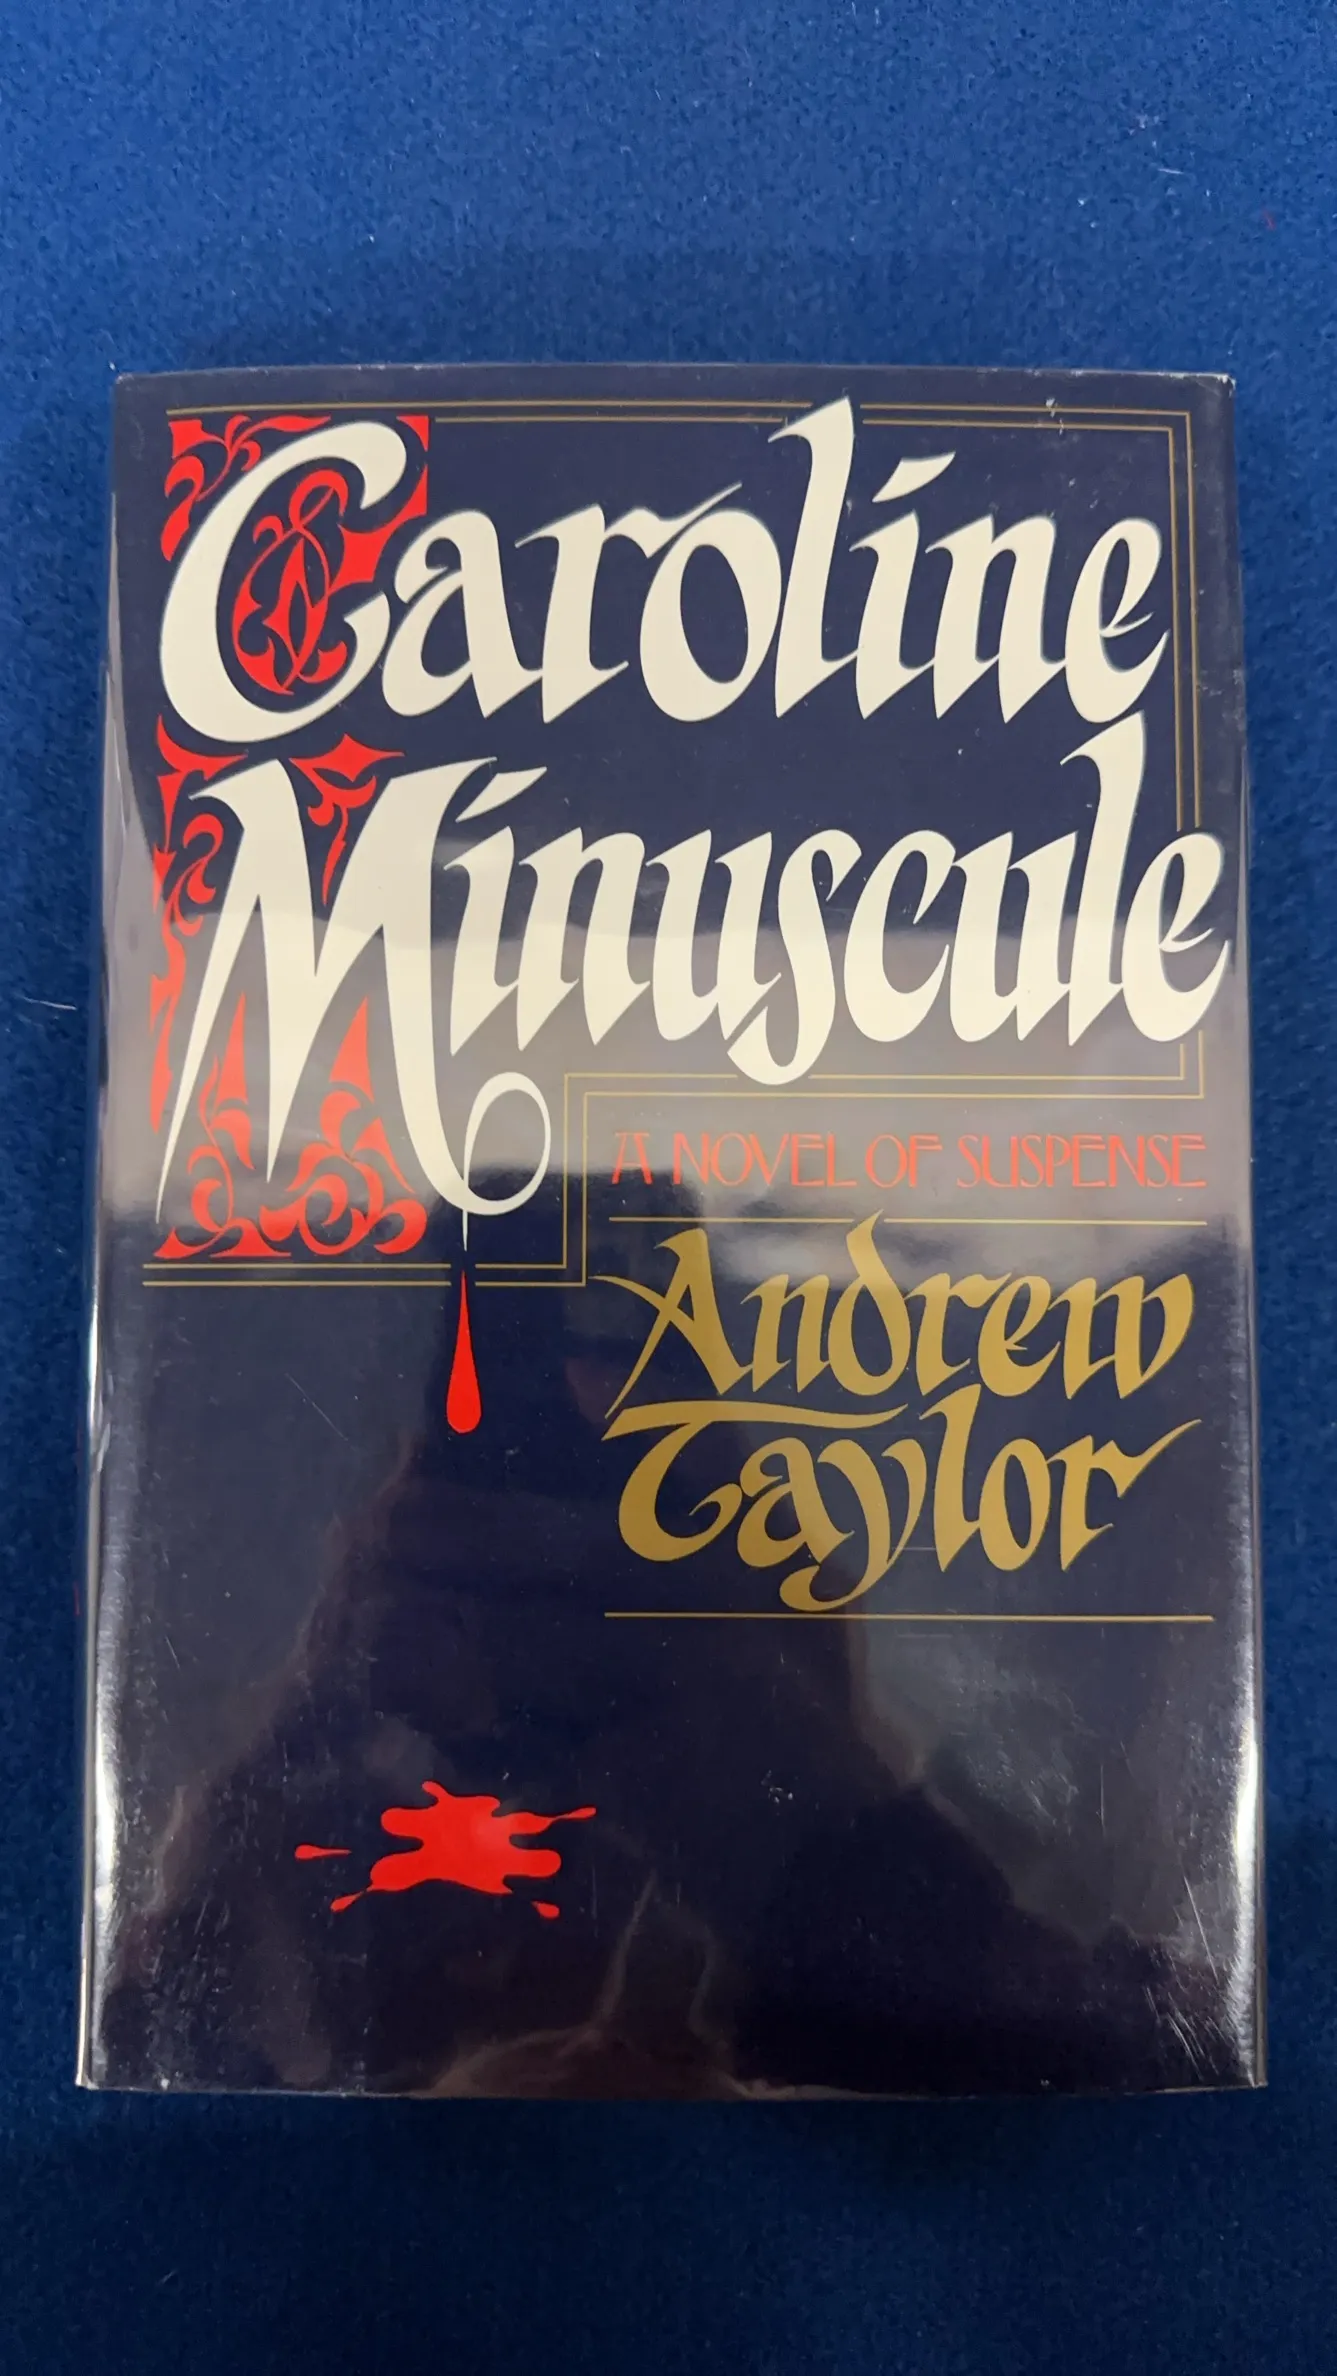 Caroline
Minuscule
A NOVEL OF SUSPENSE
Andrew
Taylor